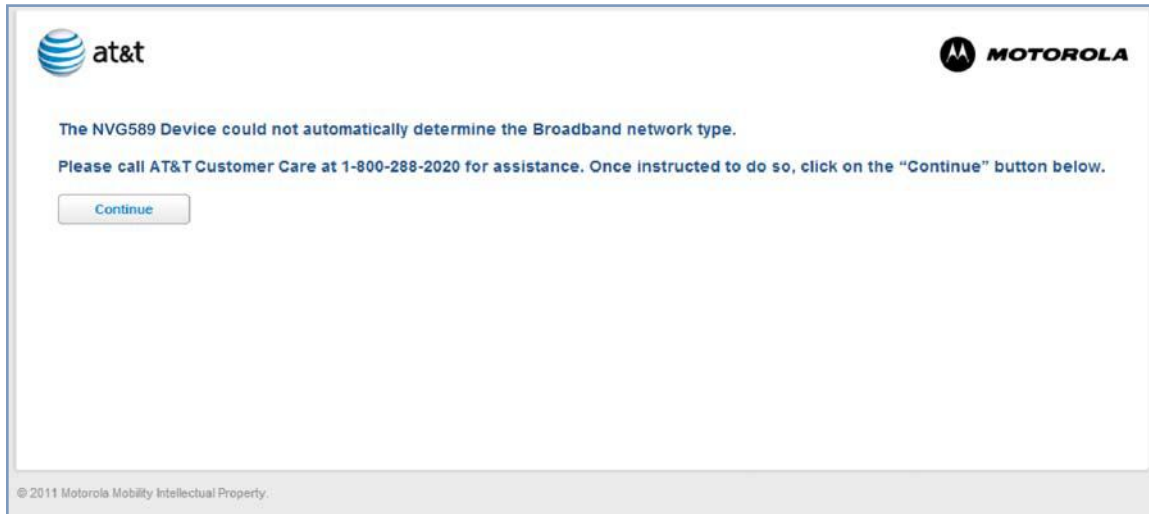 at&t
MOTOROLA
The NVG589 Device could not automatically determine the Broadband network type.
Please call AT&T Customer Care at 1-800-288-2020 for assistance. Once instructed to do so, click on the “Continue” button below.
Continue
© 2011 Motorola Mobility Intellectual Property.